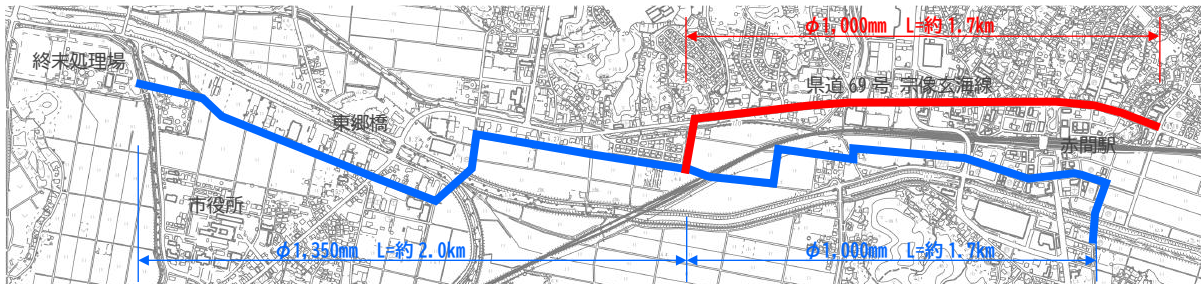 φ1,000mm L=約1.7km
終末処理場
県道69号 宗像玄海線
東郷橋
赤間駅
市役所
φ1,350mm L=約2.0km
φ1,000mm L=約1.7km